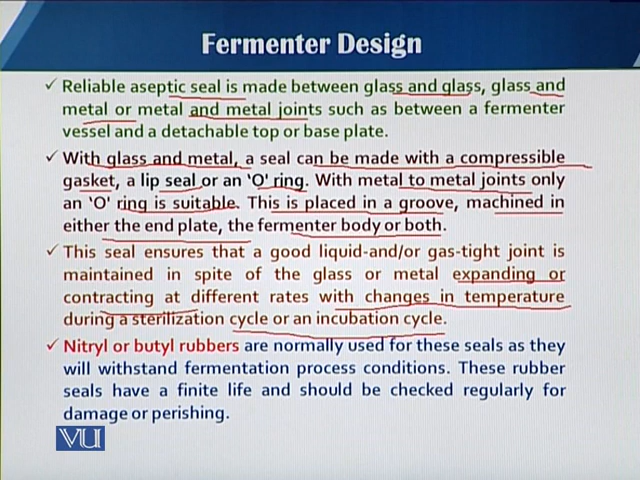 Fermenter Design
✓ Reliable aseptic seal is made between glass and glass, glass and
metal or metal and metal joints such as between a fermenter
vessel and a detachable top or base plate.
✓ With glass and metal, a seal can be made with a compressible
gasket, a lip seal or an 'O' ring. With metal to metal joints only
an 'O' ring is suitable. This is placed in a groove, machined in
either the end plate, the fermenter body or both.
✓ This seal ensures that a good liquid-and/or gas-tight joint is
maintained in spite of the glass or metal expanding or
contracting at different rates with changes in temperature
during a sterilization cycle or an incubation cycle.
✓ Nitryl or butyl rubbers are normally used for these seals as they
will withstand fermentation process conditions. These rubber
seals have a finite life and should be checked regularly for
damage or perishing.
VU